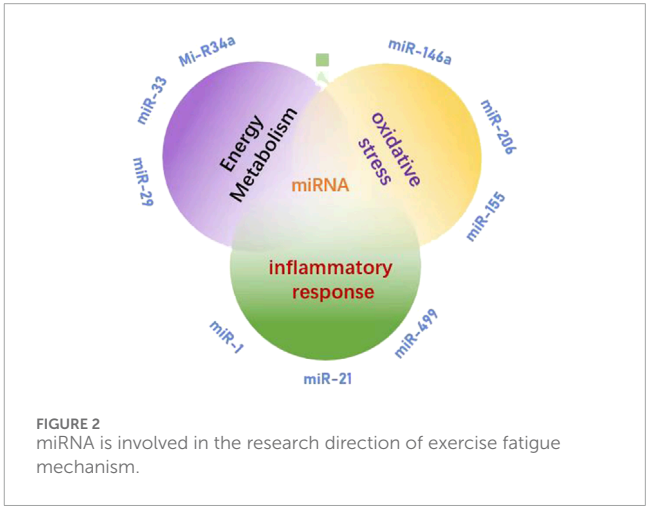 Mi-R34a
miR-146a
miR-33
miR-206
Energy
Metabolism
oxidative
stress
miR-29
miRNA
miR-155
inflammatory
response
miR-1
miR-499
miR-21
FIGURE 2
miRNA is involved in the research direction of exercise fatigue
mechanism.